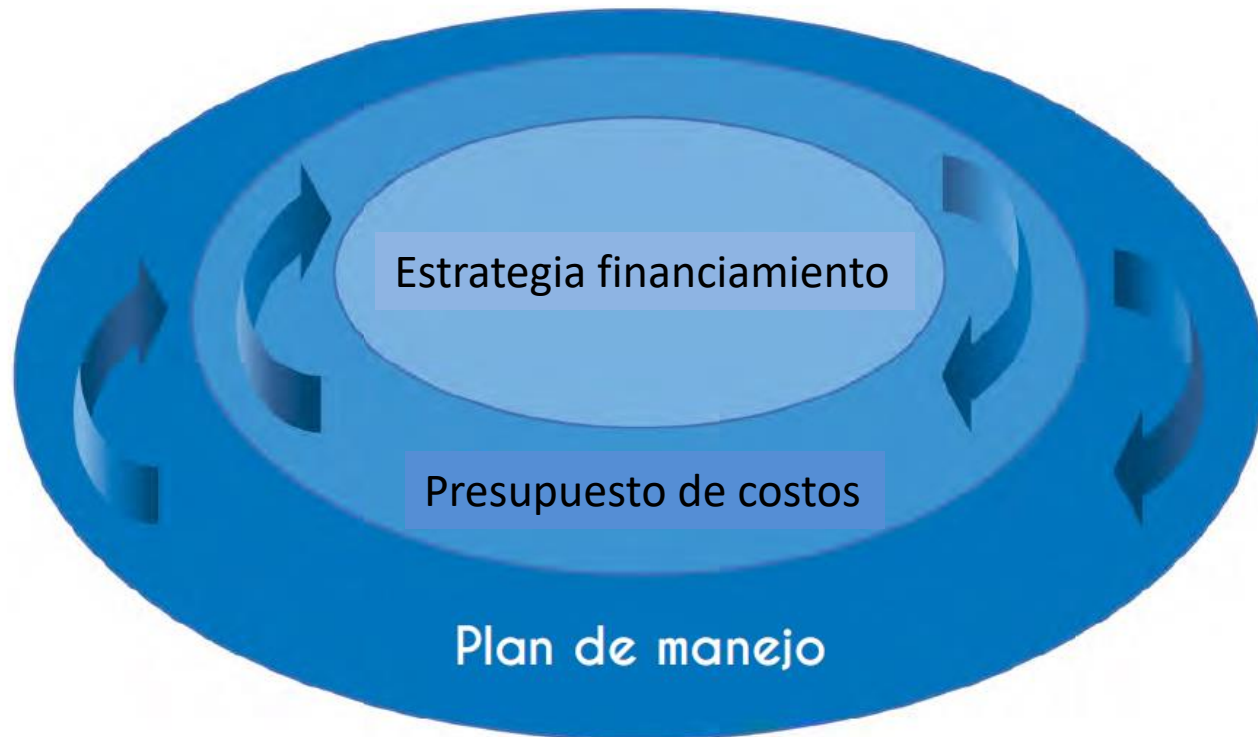 Estrategia financiamiento
Presupuesto de costos
Plan de manejo